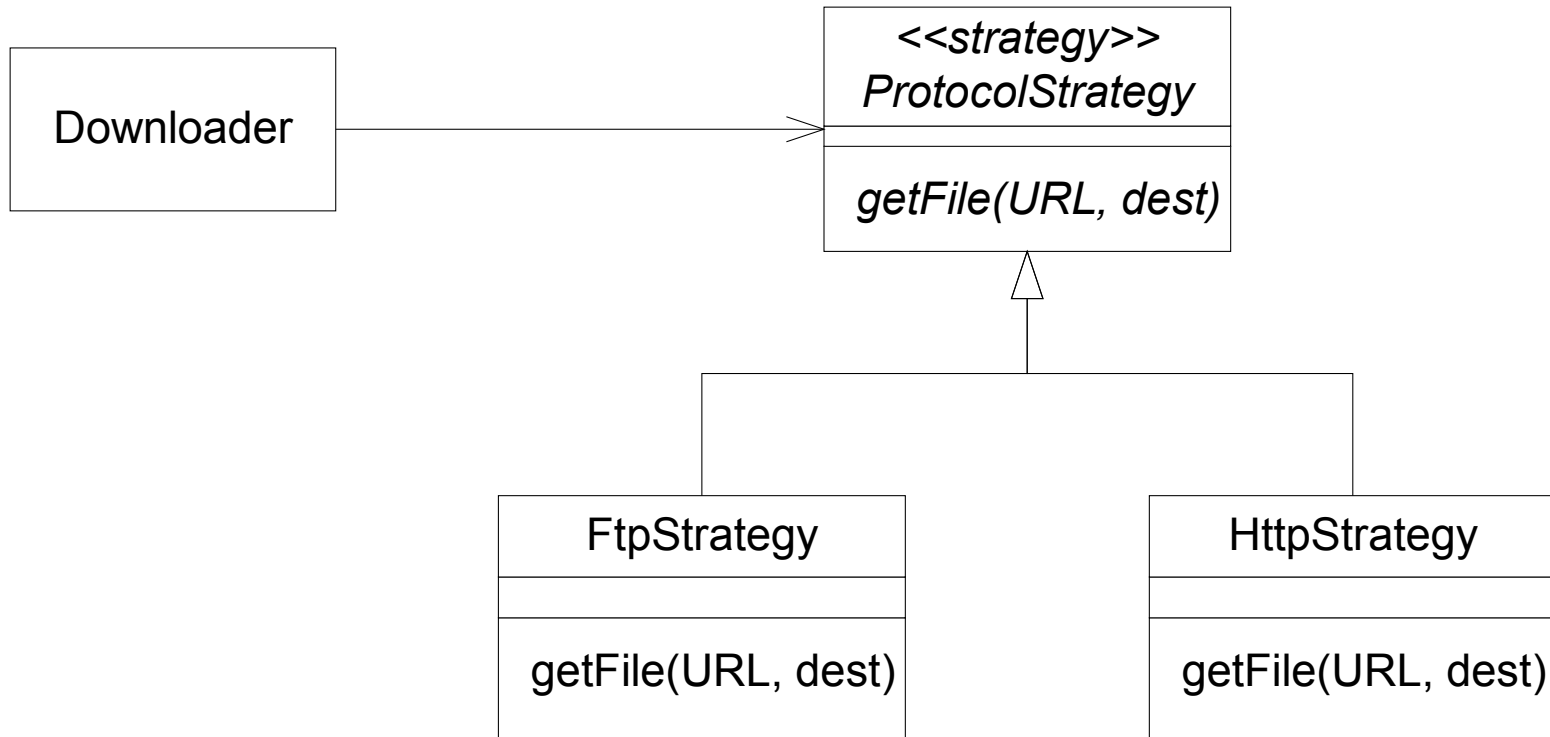 <<strategy>>
ProtocolStrategy
Downloader
getFile(URL, dest)
FtpStrategy
HttpStrategy
getFile(URL, dest)
getFile(URL, dest)